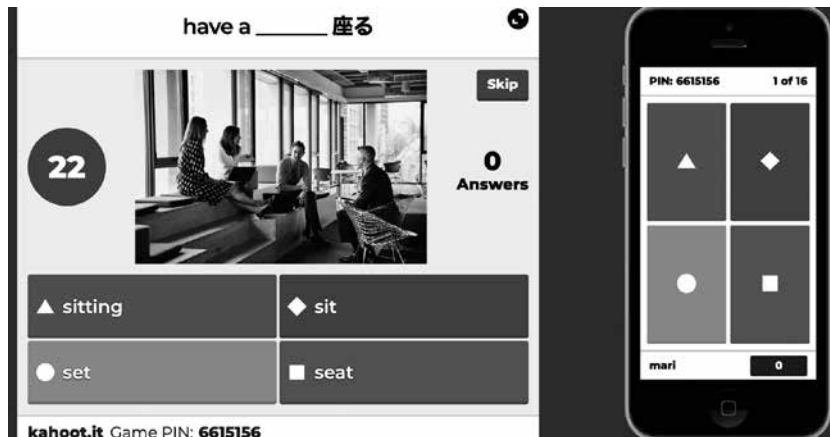 have a ______ 座る
Skip
22
0
Answers
sitting
sit
set
seat
kahoot.it Game PIN: 6615156
PIN: 6615156 1 of 16
mari 0